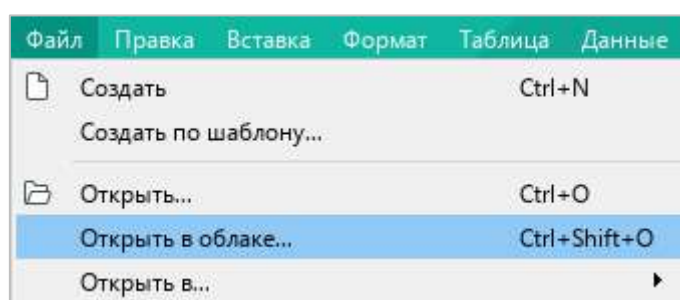 Файл Правка Вставка Формат Таблица Данные
Создать Ctrl+N
Создать по шаблону...
Открыть... Ctrl+O
Открыть в облаке... Ctrl+Shift+O
Открыть в...